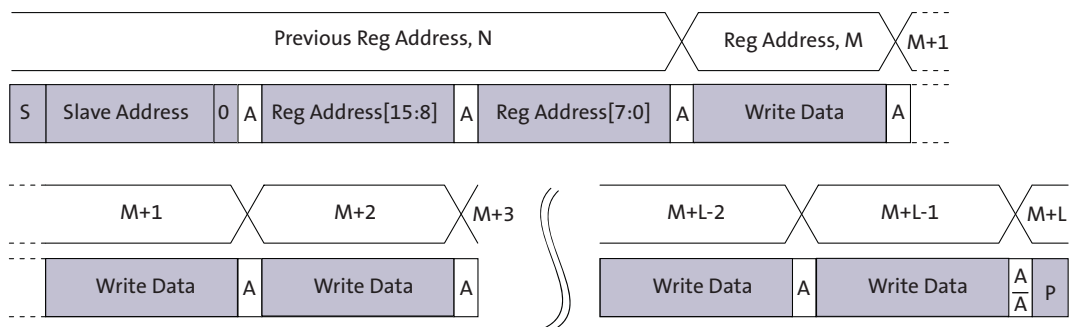 Previous Reg Address, N Reg Address, M M+1
S Slave Address 0 A Reg Address[15:8] A Reg Address[7:0] A Write Data A
M+1 M+2 M+3 M+L-2 M+L-1 M+L
Write Data A Write Data A Write Data A Write Data A/A̅ P